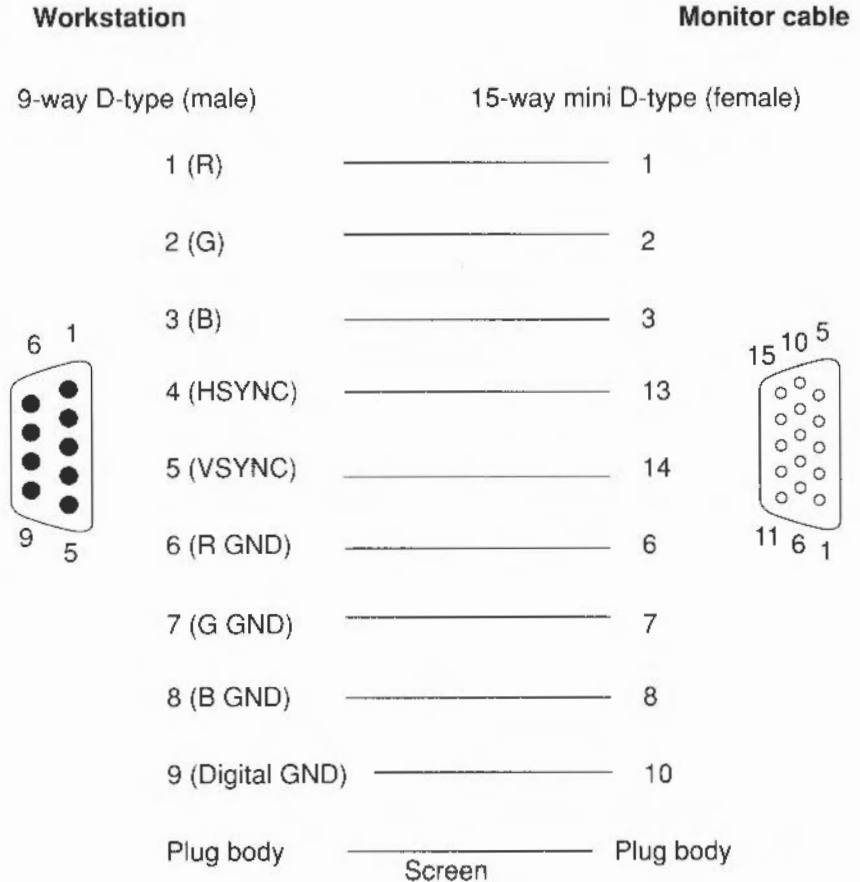 Workstation Monitor cable
9-way D-type (male) 15-way mini D-type (female)
1 (R) 1
2 (G) 2
3 (B) 3
6 1
15 10 5
4 (HSYNC) 13
5 (VSYNC) 14
9 5
11 6 1
6 (R GND) 6
7 (G GND) 7
8 (B GND) 8
9 (Digital GND) 10
Plug body Plug body
Screen